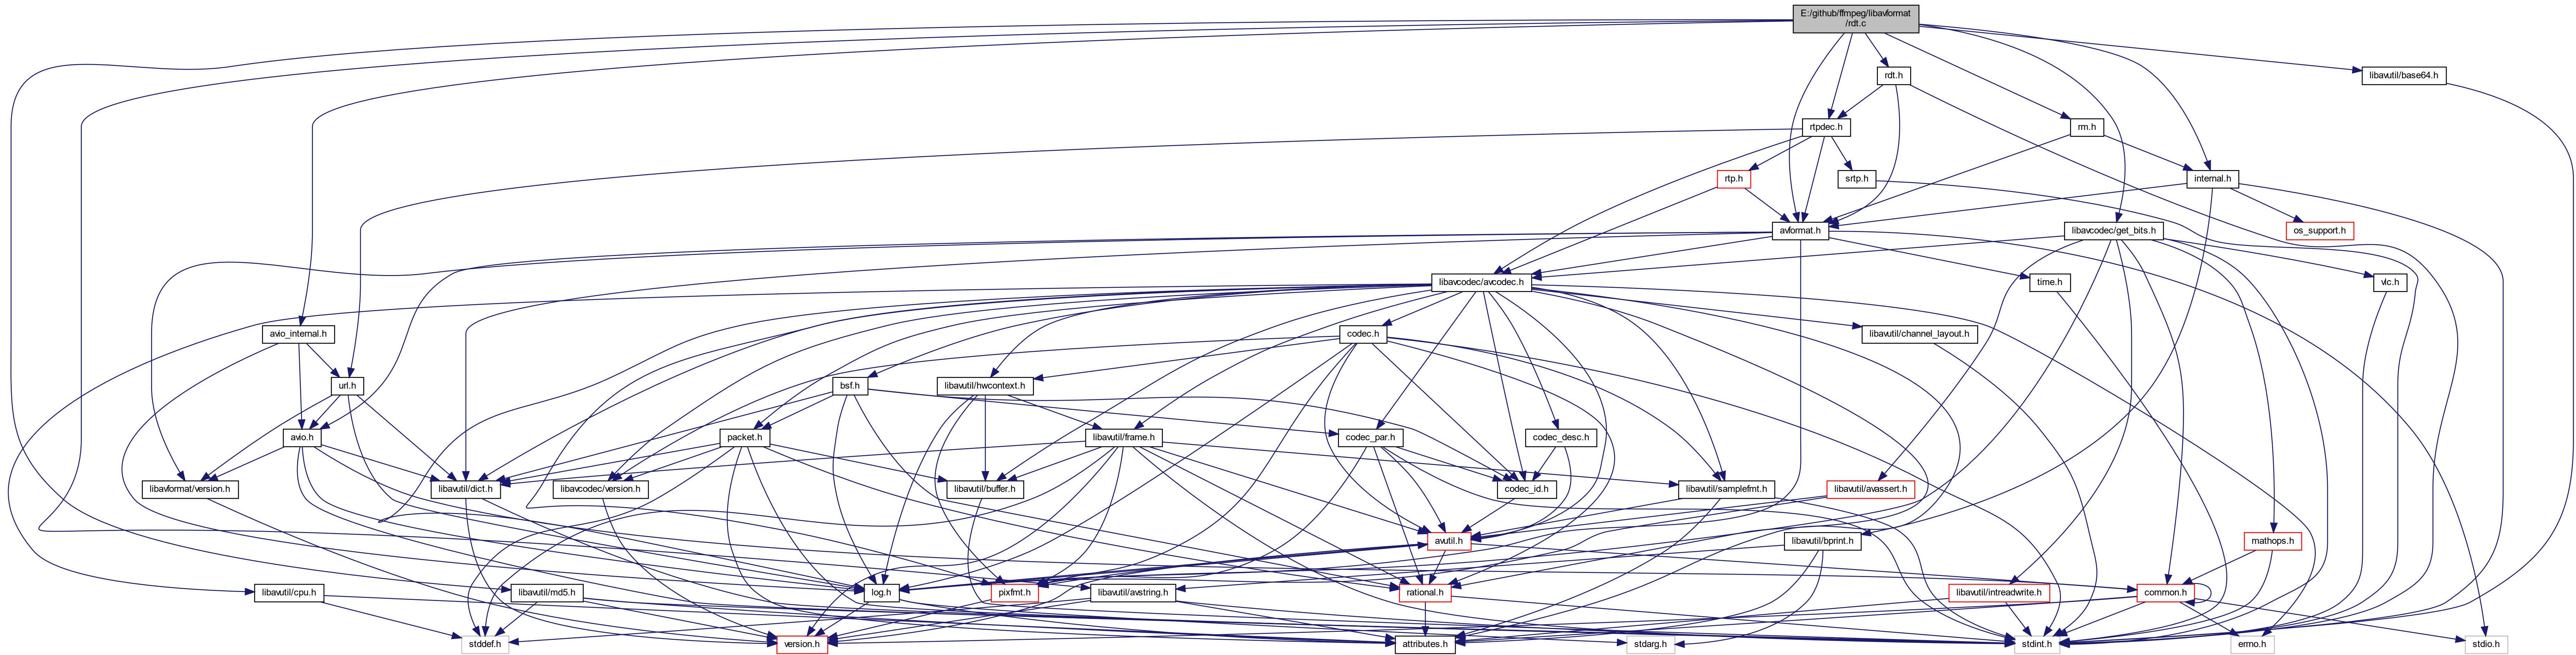 E:/github/ffmpeg/libavformat
/rdt.c
rdt.h
libavutil/base64.h
rtpdec.h
rm.h
rtp.h
srtp.h
internal.h
avformat.h
libavcodec/get_bits.h
os_support.h
libavcodec/avcodec.h
time.h
vlc.h
avio_internal.h
codec.h
libavutil/channel_layout.h
url.h
bsf.h
libavutil/hwcontext.h
avio.h
packet.h
libavutil/frame.h
codec_par.h
codec_desc.h
libavformat/version.h
libavutil/dict.h
libavcodec/version.h
libavutil/buffer.h
codec_id.h
libavutil/samplefmt.h
libavutil/avassert.h
avutil.h
libavutil/bprint.h
mathops.h
libavutil/cpu.h
libavutil/md5.h
log.h
pixfmt.h
libavutil/avstring.h
rational.h
libavutil/intreadwrite.h
common.h
stddef.h
version.h
attributes.h
stdarg.h
stdint.h
errno.h
stdio.h